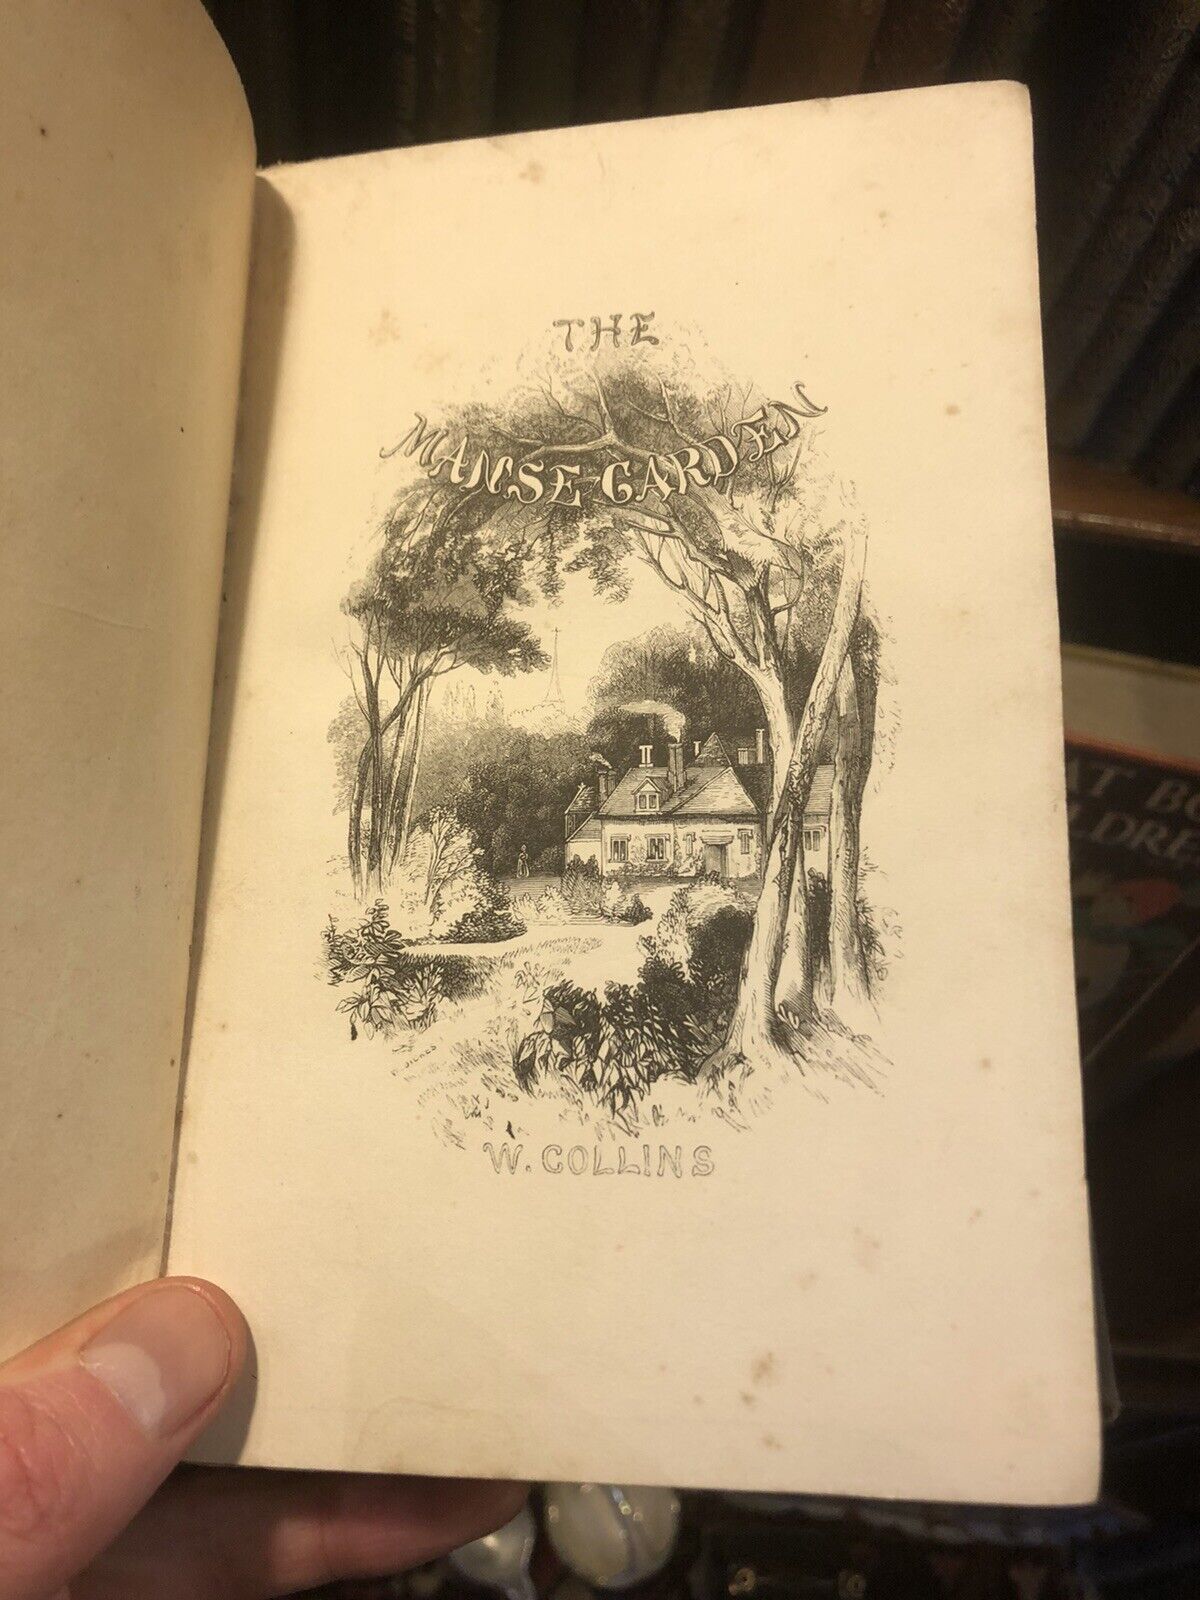 THE
MANSE-GARDEN
W. COLLINS